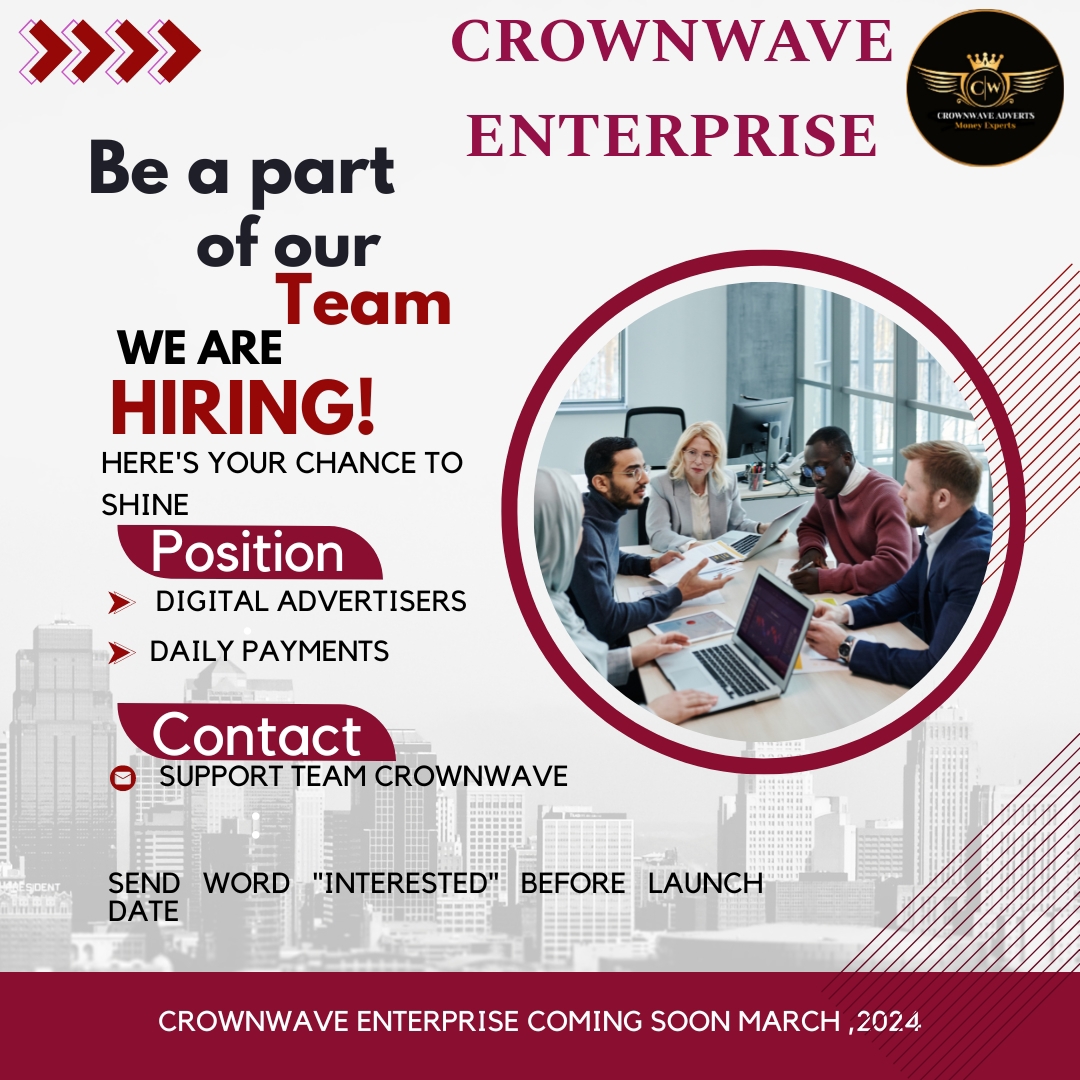 CROWNWAVE
ENTERPRISE
C|W
CROWNWAVE ADVERTS
Money Experts
Be a part
of our
Team
WE ARE
HIRING!
HERE'S YOUR CHANCE TO
SHINE
Position
DIGITAL ADVERTISERS
DAILY PAYMENTS
Contact
SUPPORT TEAM CROWNWAVE
PRESIDENT
SEND WORD "INTERESTED" BEFORE LAUNCH
DATE
CROWNWAVE ENTERPRISE COMING SOON MARCH ,2024